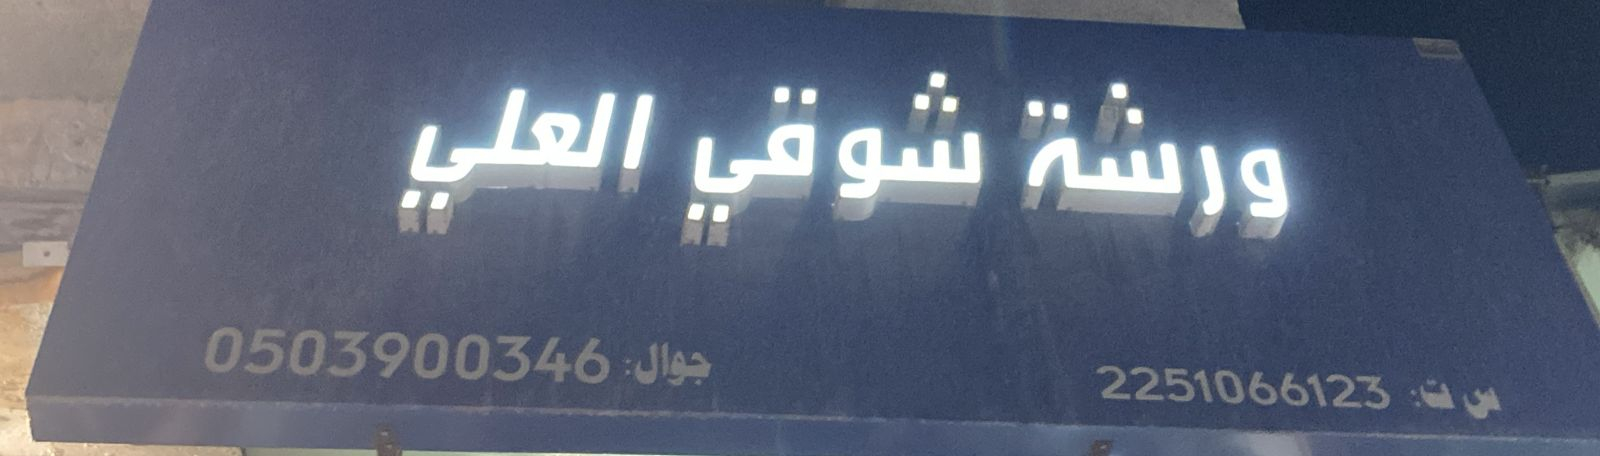 ورشة شوقي العلي
س ت: 2251066123
جوال: 0503900346